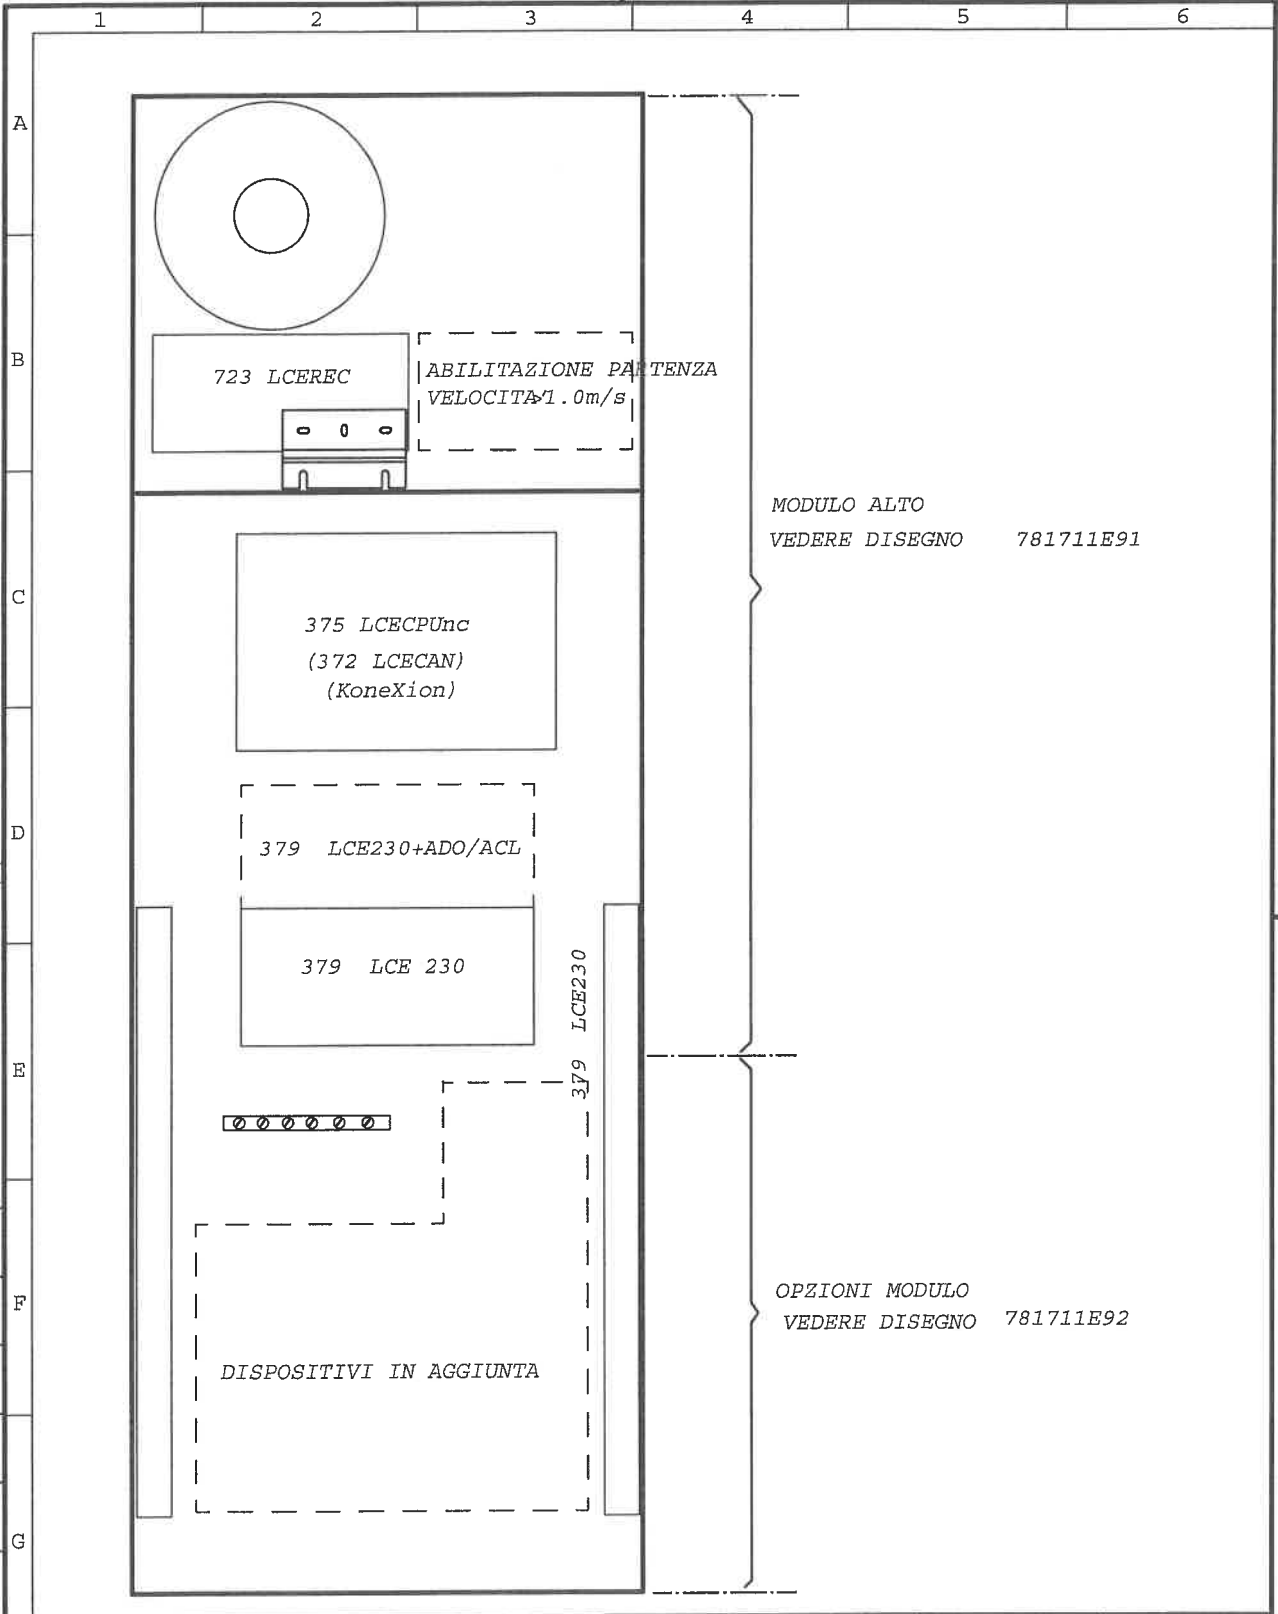 1 2 3 4 5 6
A
B
C
D
E
F
G
723 LCEREC
ABILITAZIONE PARTENZA
VELOCITA'>1.0m/s
MODULO ALTO
VEDERE DISEGNO 781711E91
375 LCECPUnc
(372 LCECAN)
(KoneXion)
379 LCE230+ADO/ACL
379 LCE 230
379 LCE230
OPZIONI MODULO
VEDERE DISEGNO 781711E92
DISPOSITIVI IN AGGIUNTA